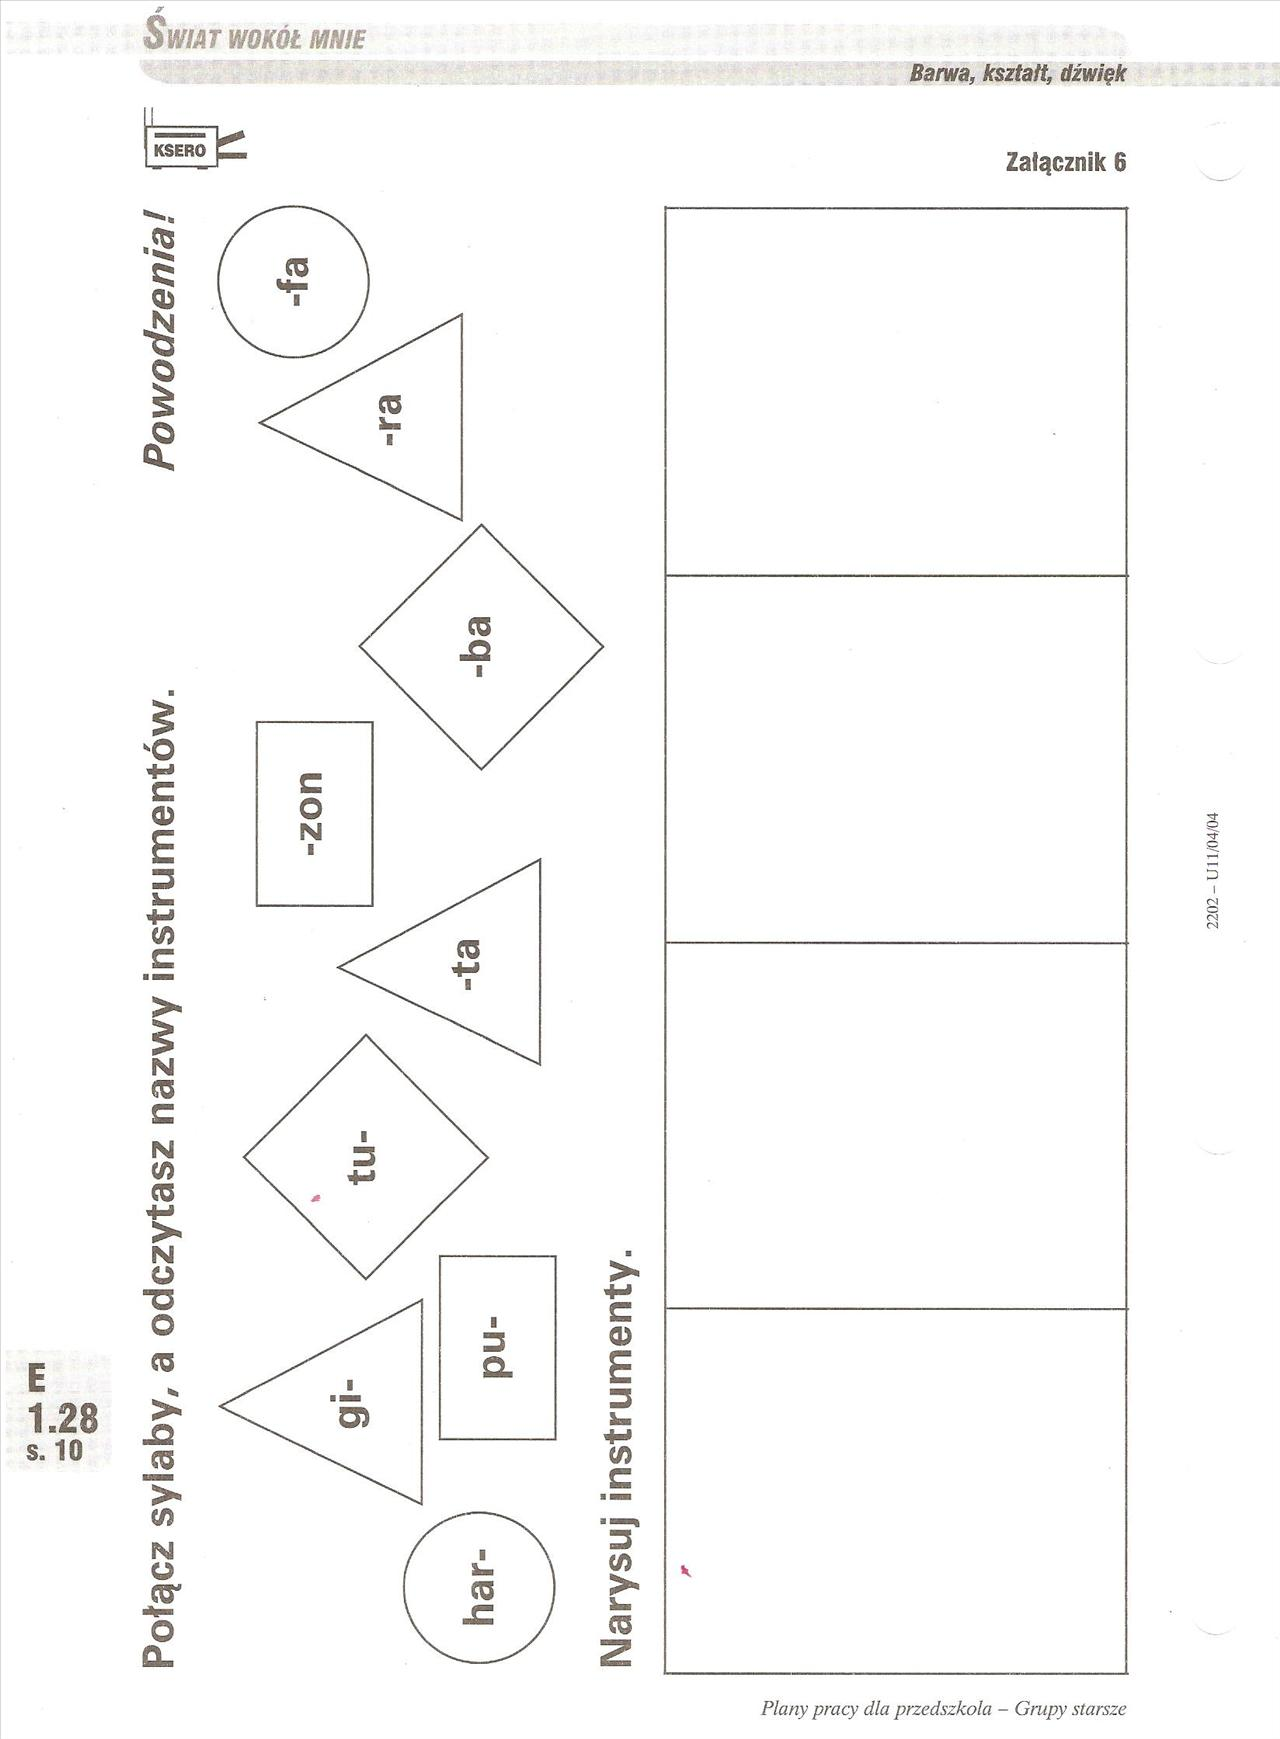 ŚWIAT WOKÓŁ MNIE
Barwa, kształt, dźwięk
KSERO
Załącznik 6
E
1.28
s. 10
Połącz sylaby, a odczytasz nazwy instrumentów. Powodzenia!
har-
gi-
pu-
tu-
-ta
-zon
-ba
-ra
-fa
Narysuj instrumenty.
2202 – U11/04/04
Plany pracy dla przedszkola – Grupy starsze